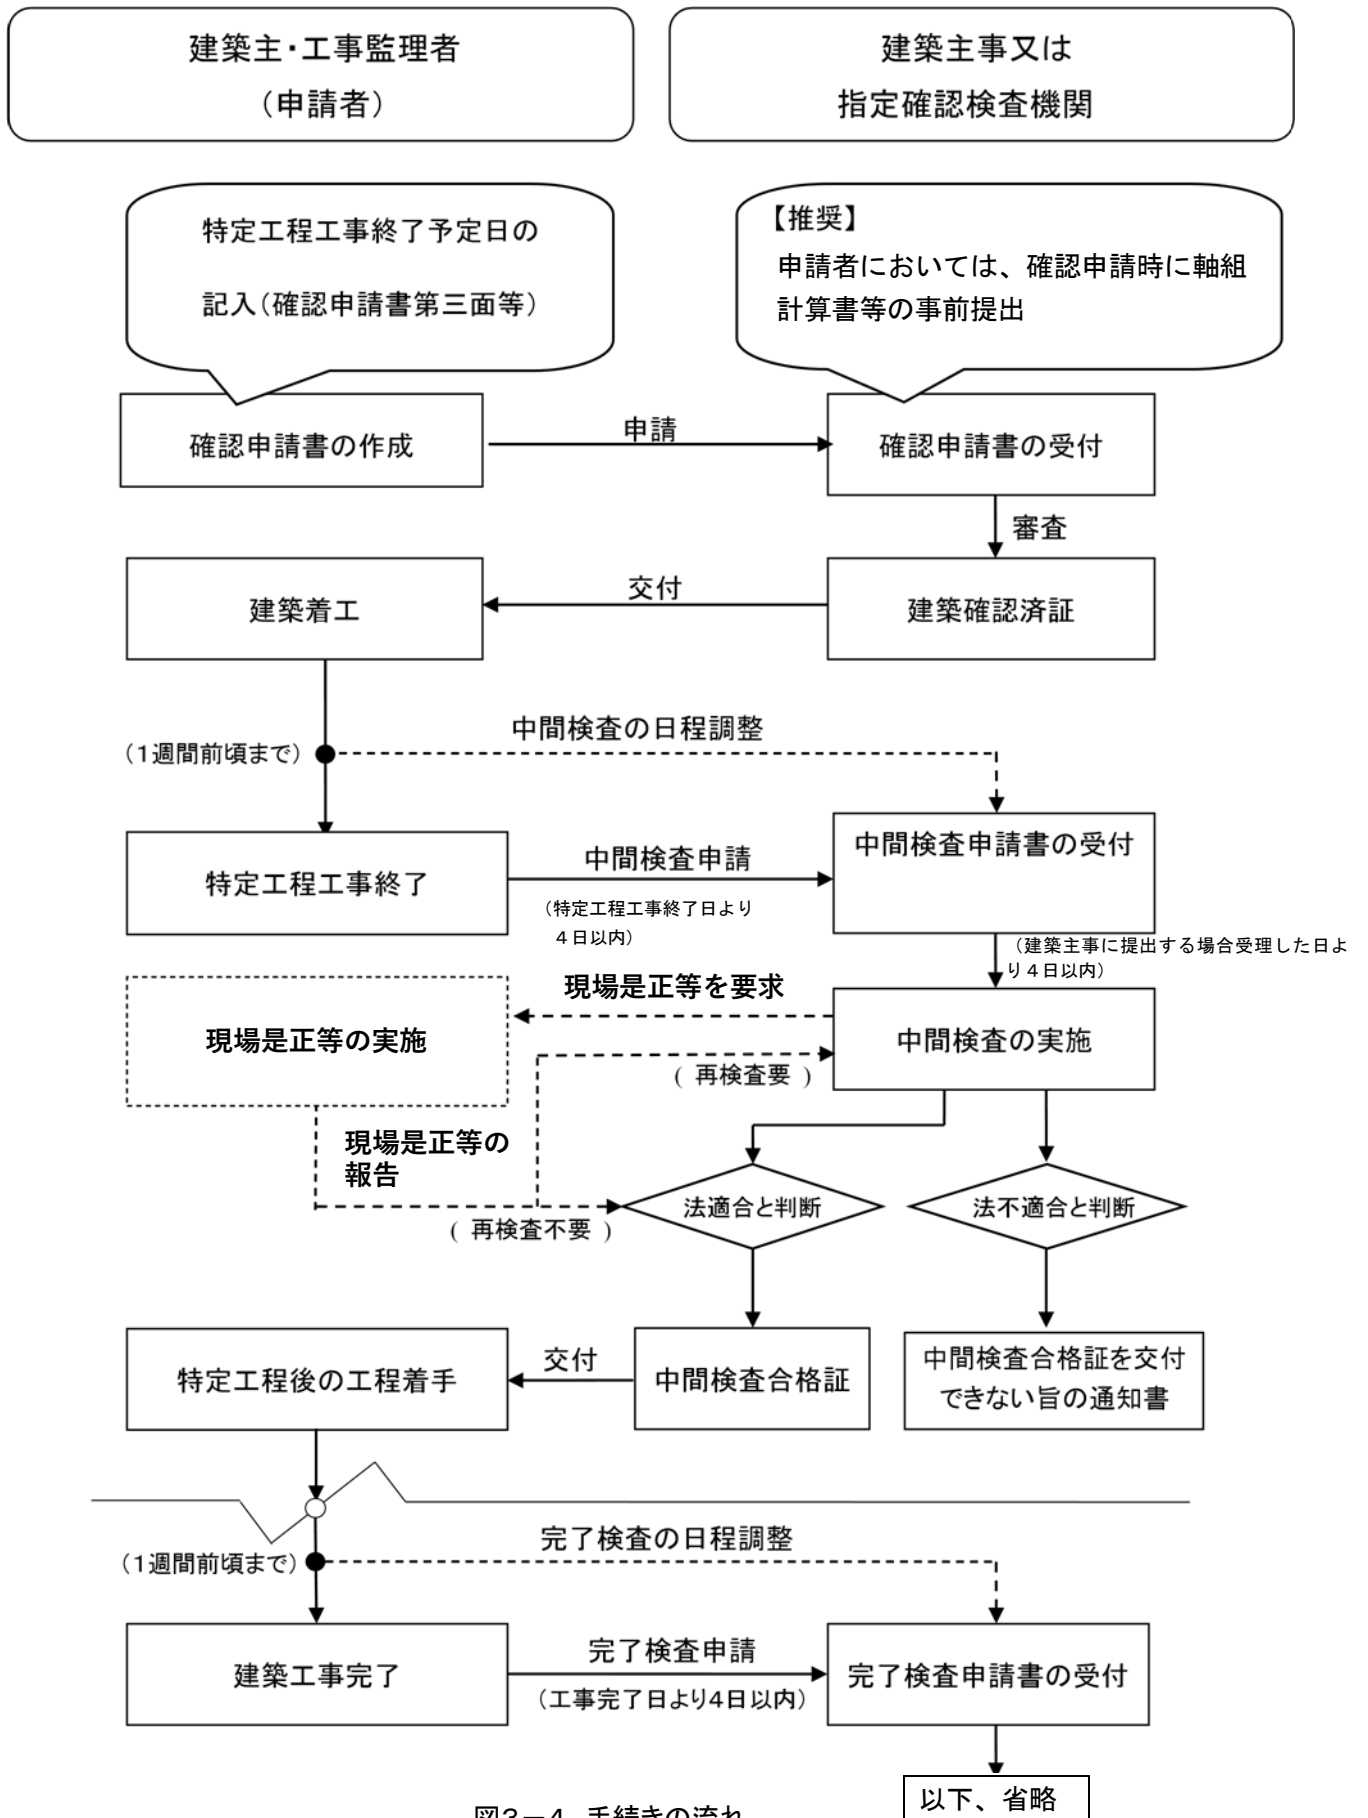 建築主・工事監理者
（申請者）
建築主事又は
指定確認検査機関
特定工程工事終了予定日の
記入（確認申請書第三面等）
【推奨】
申請者においては、確認申請時に軸組
計算書等の事前提出
確認申請書の作成
申請
確認申請書の受付
審査
建築着工
交付
建築確認済証
中間検査の日程調整
（１週間前頃まで）
特定工程工事終了
中間検査申請
（特定工程工事終了日より
４日以内）
中間検査申請書の受付
（建築主事に提出する場合受理した日よ
り４日以内）
現場是正等を要求
現場是正等の実施
中間検査の実施
（ 再検査要 ）
現場是正等の
報告
（ 再検査不要 ）
法適合と判断
法不適合と判断
特定工程後の工程着手
交付
中間検査合格証
中間検査合格証を交付
できない旨の通知書
完了検査の日程調整
（１週間前頃まで）
建築工事完了
完了検査申請
（工事完了日より4日以内）
完了検査申請書の受付
以下、省略
図３－４ 手続きの流れ